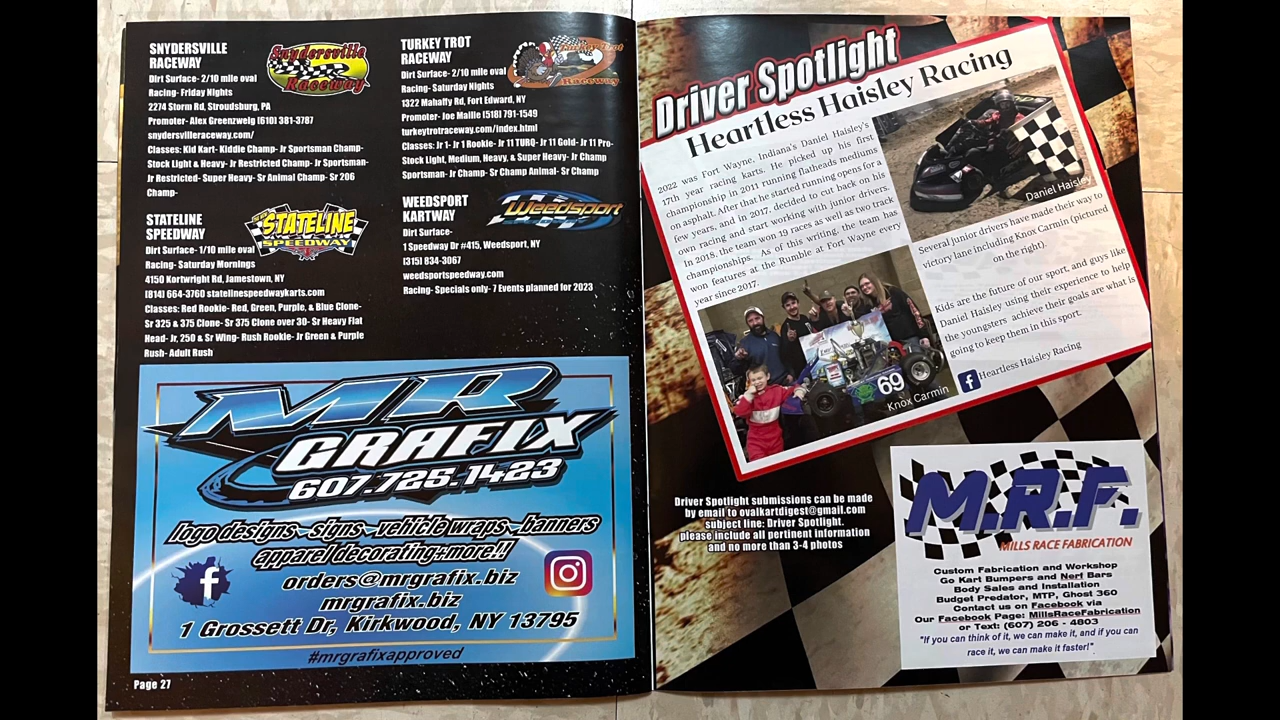 SNYDERSVILLE
RACEWAY
Snydersville
Raceway
Dirt Surface- 2/10 mile oval
Racing- Friday Nights
2274 Storm Rd, Stroudsburg, PA
Promoter- Alex Greenzweig (610) 381-3787
snydersvilleraceway.com/
Classes: Kid Kart- Kiddie Champ- Jr Sportsman Champ-
Stock Light & Heavy- Jr Restricted Champ- Jr Sportsman-
Jr Restricted- Super Heavy- Sr Animal Champ- Sr 206
Champ-
STATELINE
SPEEDWAY
STATELINE
SPEEDWAY
Dirt Surface- 1/10 mile oval
Racing- Saturday Mornings
4150 Kortwright Rd, Jamestown, NY
(814) 664-3760 statelinespeedwaykarts.com
Classes: Red Rookie- Red, Green, Purple, & Blue Clone-
Sr 325 & 375 Clone- Sr 375 Clone over 30- Sr Heavy Flat
Head- Jr, 250 & Sr Wing- Rush Rookie- Jr Green & Purple
Rush- Adult Rush
TURKEY TROT
RACEWAY
Turkey Trot
Raceway
Dirt Surface- 2/10 mile oval
Racing- Saturday Nights
1322 Mahaffy Rd, Fort Edward, NY
Promoter- Joe Maille (518) 791-1549
turkeytrotraceway.com/index.html
Classes: Jr 1- Jr 1 Rookie- Jr 11 TURQ- Jr 11 Gold- Jr 11 Pro-
Stock Light, Medium, Heavy, & Super Heavy- Jr Champ
Sportsman- Jr Champ- Sr Champ Animal- Sr Champ
WEEDSPORT
KARTWAY
Weedsport
Dirt Surface-
1 Speedway Dr #415, Weedsport, NY
(315) 834-3067
weedsportspeedway.com
Racing- Specials only- 7 Events planned for 2023
MR
GRAFIX
607.725.1423
logo designs~signs~vehicle wraps~banners
apparel decorating+more!!
orders@mrgrafix.biz
mrgrafix.biz
1 Grossett Dr, Kirkwood, NY 13795
#mrgrafixapproved
Page 27
Driver Spotlight
Heartless Haisley Racing
2022 was Fort Wayne, Indiana's Daniel Haisley's
17th year racing karts. He picked up his first
championship in 2011 running flatheads mediums
on asphalt. After that he started running opens for a
few years, and in 2017, decided to cut back on his
own racing and start working with junior drivers.
In 2018, the team won 19 races as well as two track
championships. As of this writing, the team has
won features at the Rumble at Fort Wayne every
year since 2017.
Daniel Haisley
Several junior drivers have made their way to
victory lane including Knox Carmin (pictured
on the right).
Kids are the future of our sport, and guys like
Daniel Haisley using their experience to help
the youngsters' achieve their goals are what is
going to keep them in this sport.
69
Knox Carmin
Heartless Haisley Racing
Driver Spotlight submissions can be made
by email to ovalkartdigest@gmail.com
subject line: Driver Spotlight.
please include all pertinent information
and no more than 3-4 photos
M.R.F.
MILLS RACE FABRICATION
Custom Fabrication and Workshop
Go Kart Bumpers and Nerf Bars
Body Sales and Installation
Budget Predator, MTP, Ghost 360
Contact us on Facebook via
Our Facebook Page: MillsRaceFabrication
or Text: (607) 206 - 4803
"If you can think of it, we can make it, and if you can
race it, we can make it faster!"